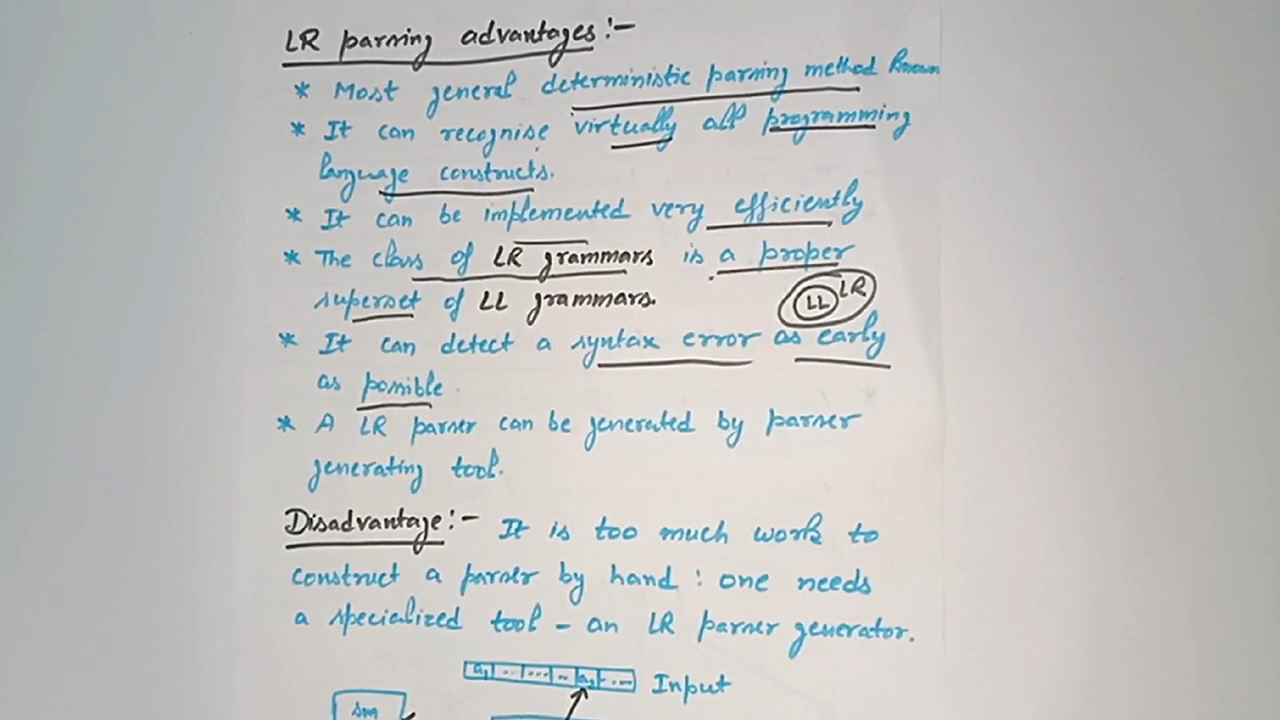 LR parsing advantages :-
* Most general deterministic parsing method known
* It can recognise virtually all programming
language constructs.
* It can be implemented very efficiently
* The class of LR grammars is a proper
superset of LL grammars.
LL LR
* It can detect a syntax error as early
as possible.
* A LR parser can be generated by parser
generating tool.
Disadvantage :- It is too much work to
construct a parser by hand : one needs
a specialized tool - an LR parser generator.
a1 .. ... .. ai ... Input
Sm